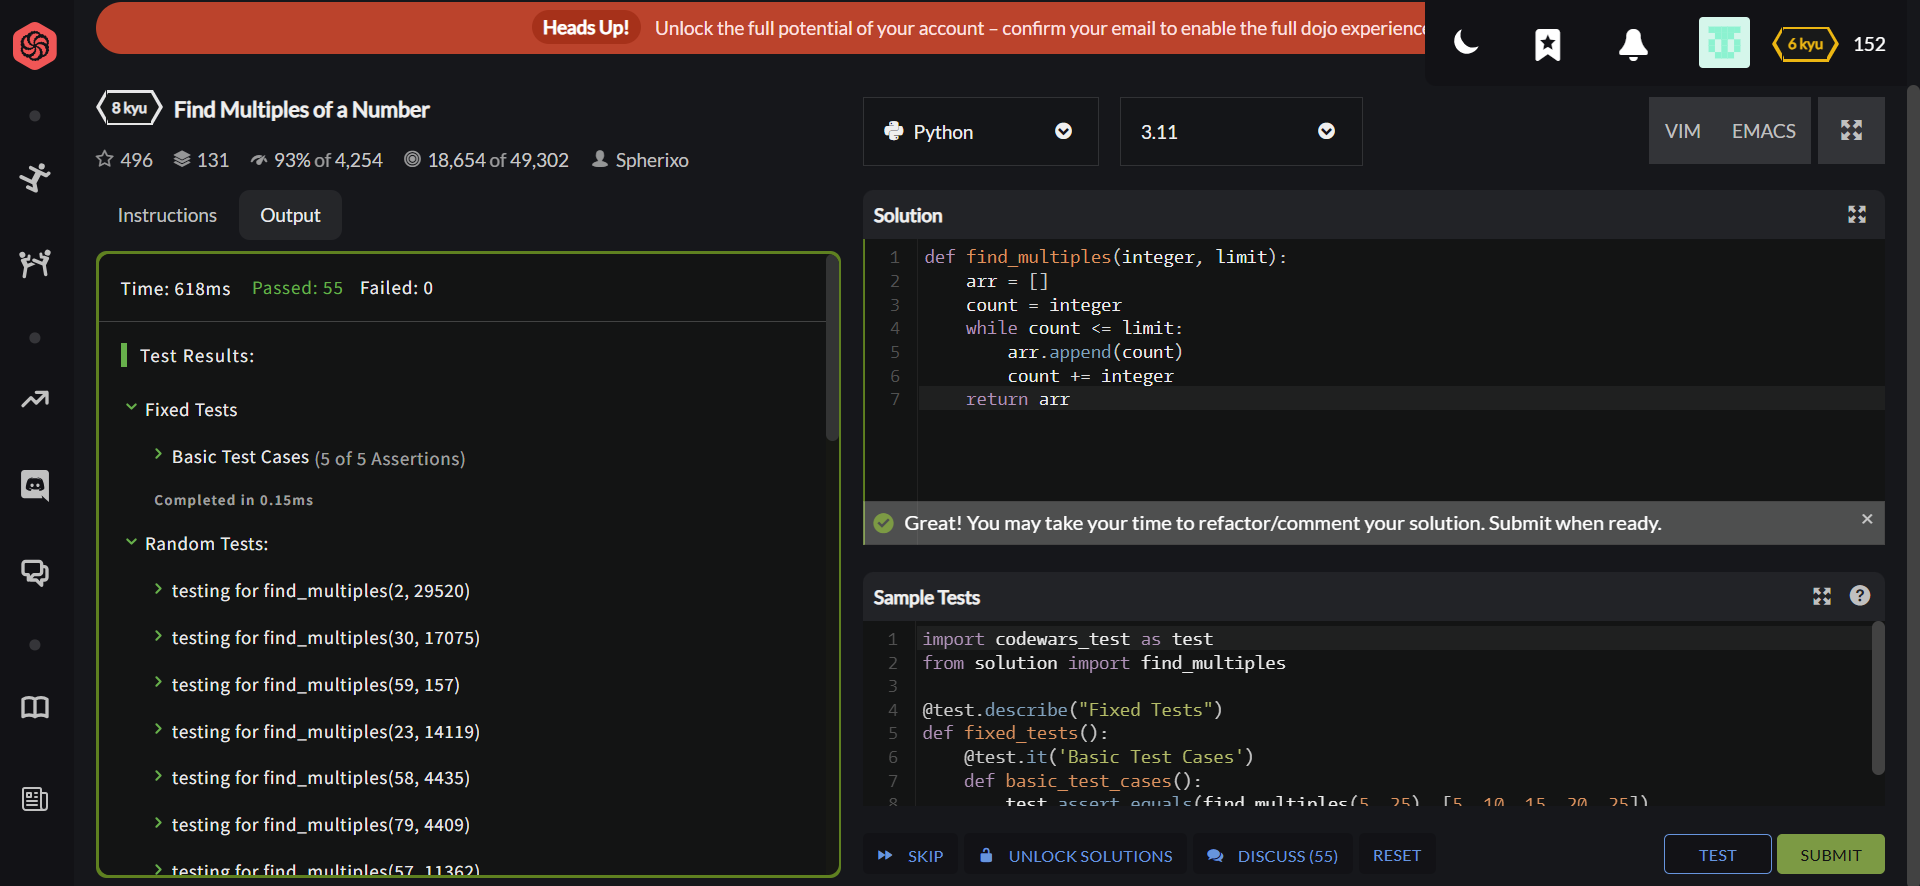 Heads Up! Unlock the full potential of your account – confirm your email to enable the full dojo experience
6 kyu 152
8 kyu Find Multiples of a Number
496 131 93% of 4,254 18,654 of 49,302 Spherixo
Python 3.11 VIM EMACS
Instructions Output
Time: 618ms Passed: 55 Failed: 0
Test Results:
Fixed Tests
Basic Test Cases (5 of 5 Assertions)
Completed in 0.15ms
Random Tests:
testing for find_multiples(2, 29520)
testing for find_multiples(30, 17075)
testing for find_multiples(59, 157)
testing for find_multiples(23, 14119)
testing for find_multiples(58, 4435)
testing for find_multiples(79, 4409)
testing for find_multiples(57, 11362)
Solution
1 def find_multiples(integer, limit):
2     arr = []
3     count = integer
4     while count <= limit:
5         arr.append(count)
6         count += integer
7     return arr
Great! You may take your time to refactor/comment your solution. Submit when ready.
Sample Tests
1 import codewars_test as test
2 from solution import find_multiples
3
4 @test.describe("Fixed Tests")
5 def fixed_tests():
6     @test.it('Basic Test Cases')
7     def basic_test_cases():
8         test.assert_equals(find_multiples(5, 25), [5, 10, 15, 20, 25])
SKIP UNLOCK SOLUTIONS DISCUSS (55) RESET TEST SUBMIT